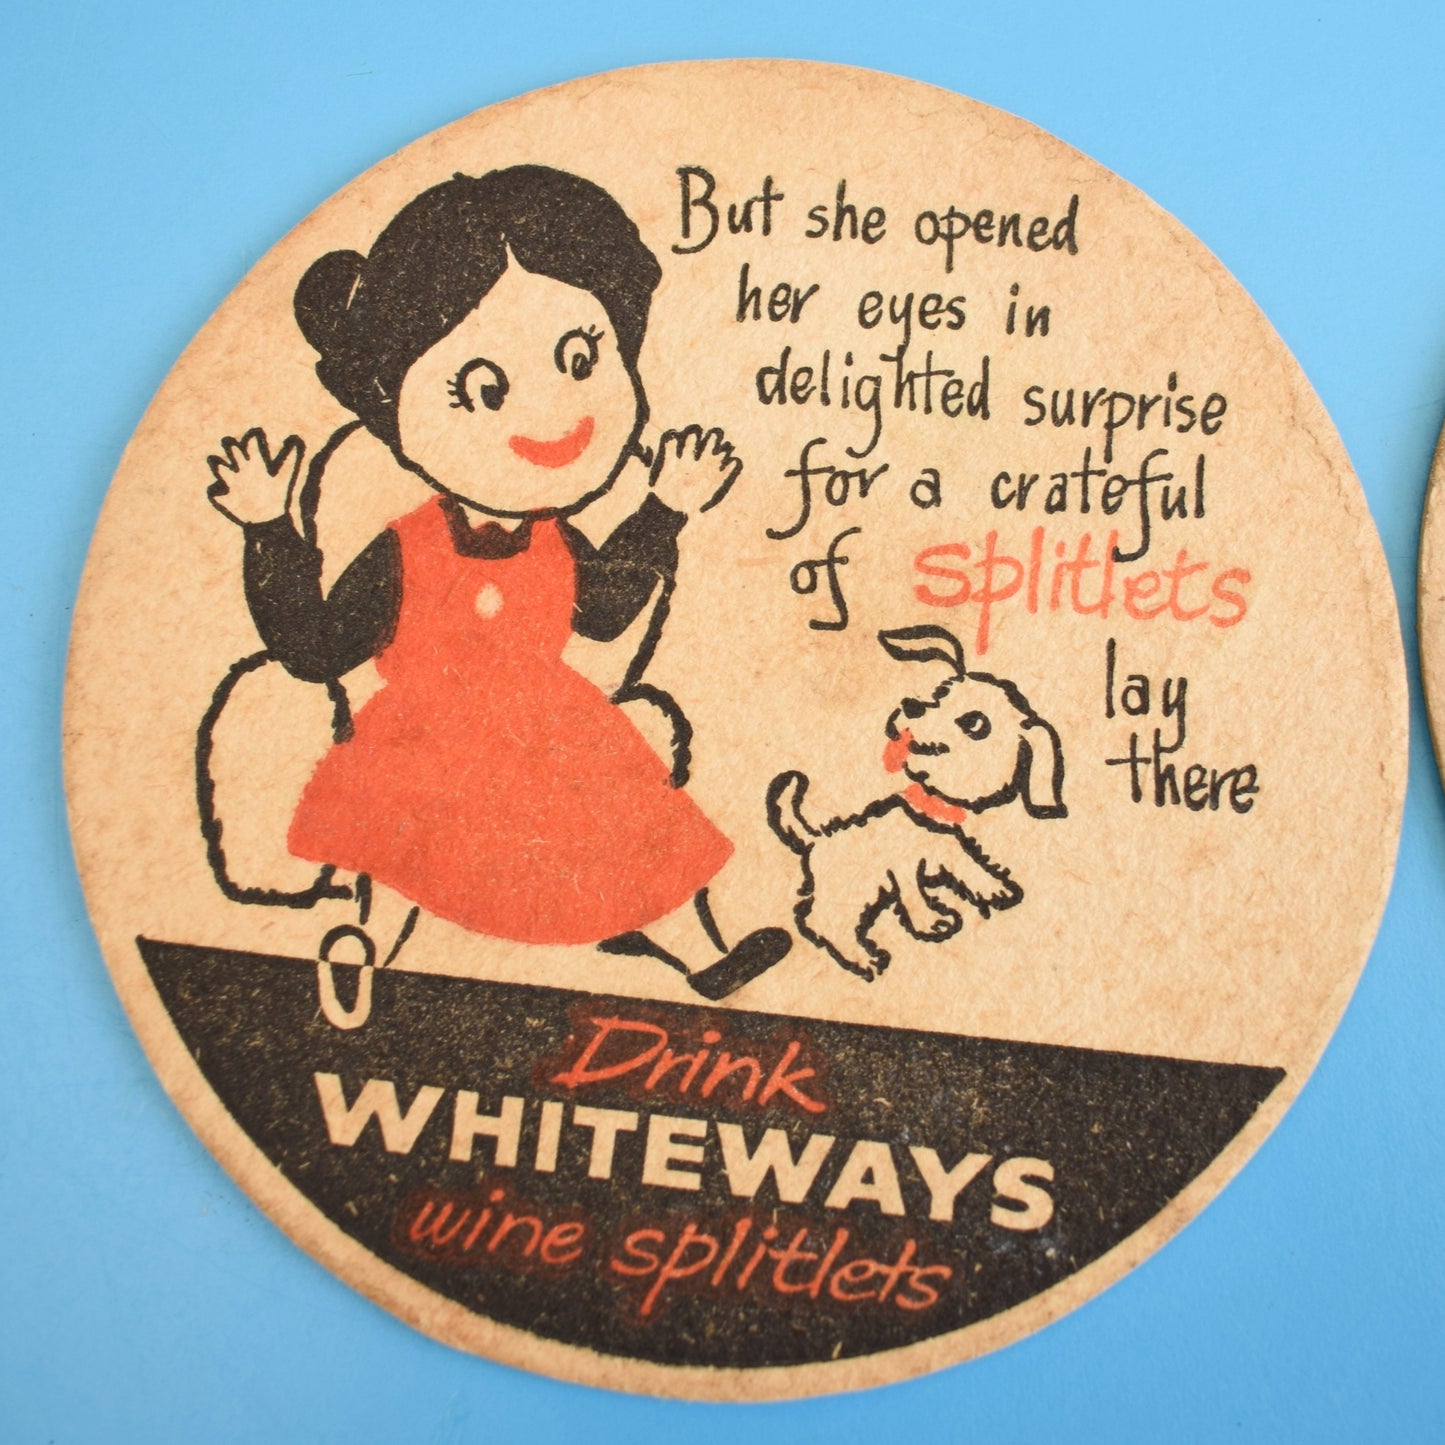 But she opened
her eyes in
delighted surprise
for a crateful
of splitlets
lay
there
Drink
WHITEWAYS
wine splitlets